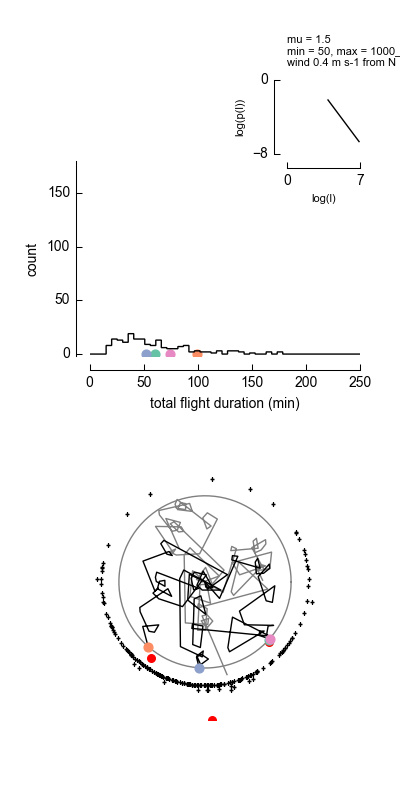 mu = 1.5
min = 50, max = 1000_
wind 0.4 m s-1 from N
0
log(p(l))
−8
0
7
log(l)
150
count
100
50
0
0
50
100
150
200
250
total flight duration (min)